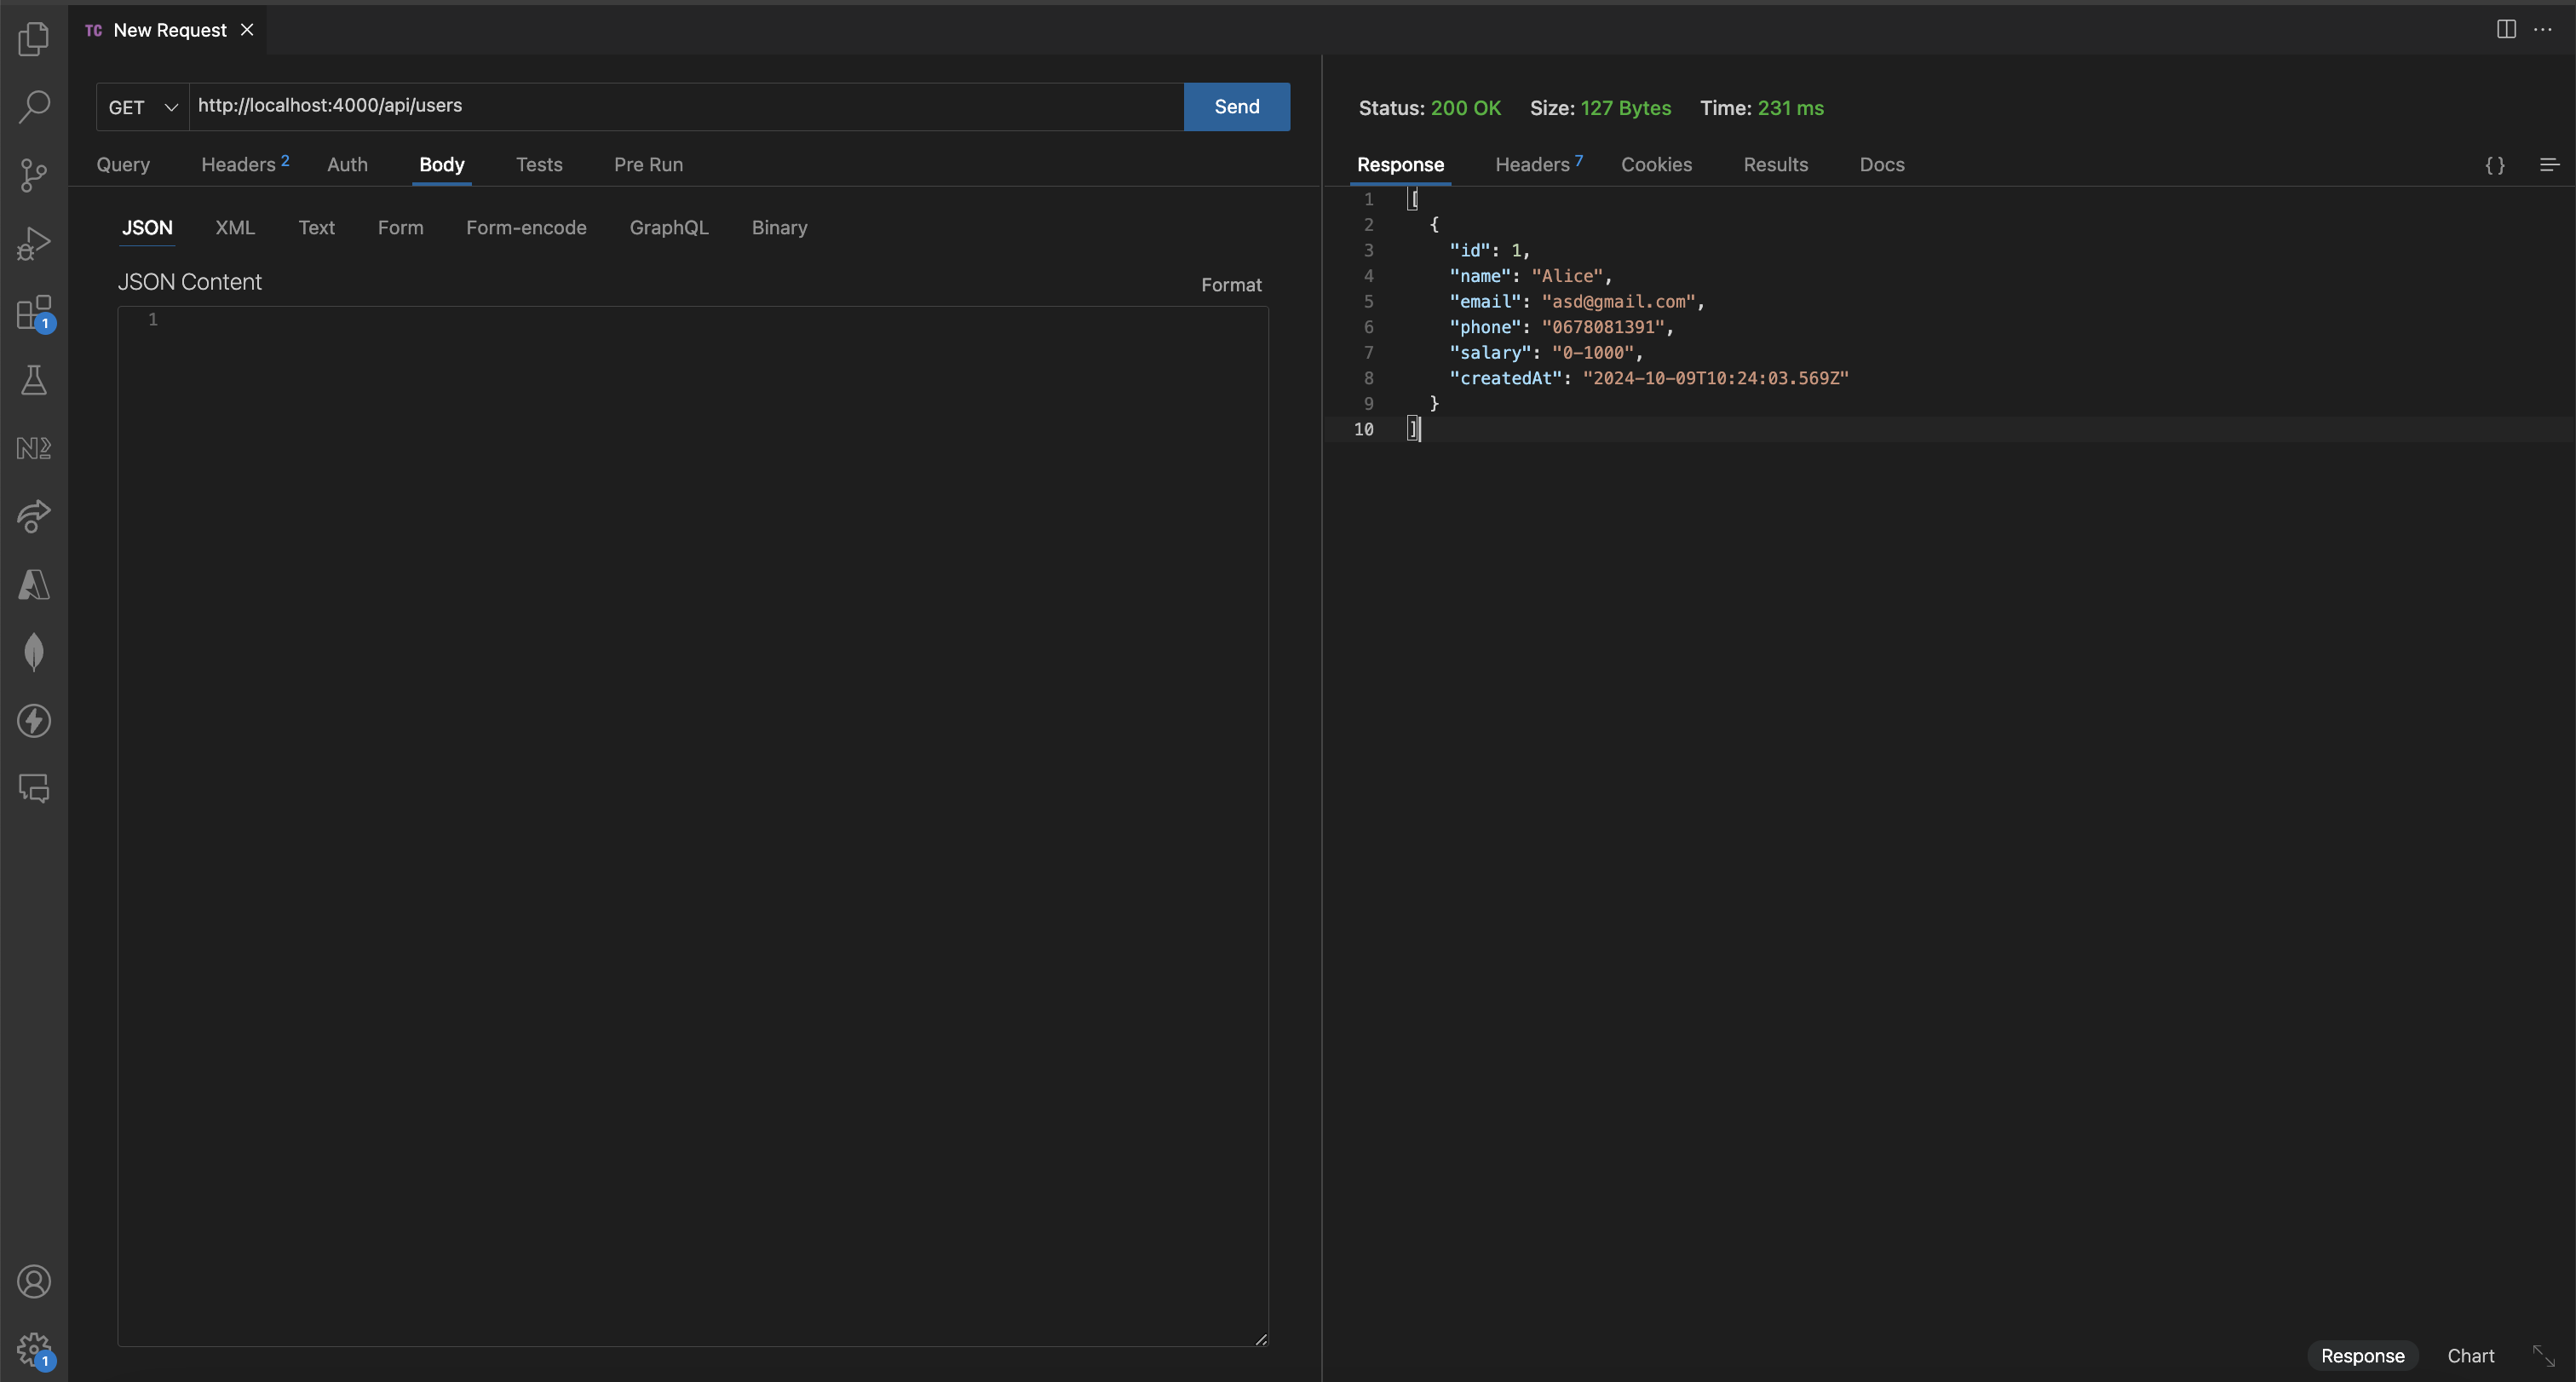 TC New Request
GET http://localhost:4000/api/users Send
Query Headers 2 Auth Body Tests Pre Run
JSON XML Text Form Form-encode GraphQL Binary
JSON Content Format
1
Status: 200 OK Size: 127 Bytes Time: 231 ms
Response Headers 7 Cookies Results Docs {}
1 [
2 {
3 "id": 1,
4 "name": "Alice",
5 "email": "asd@gmail.com",
6 "phone": "0678081391",
7 "salary": "0-1000",
8 "createdAt": "2024-10-09T10:24:03.569Z"
9 }
10 ]
Response Chart
1
1